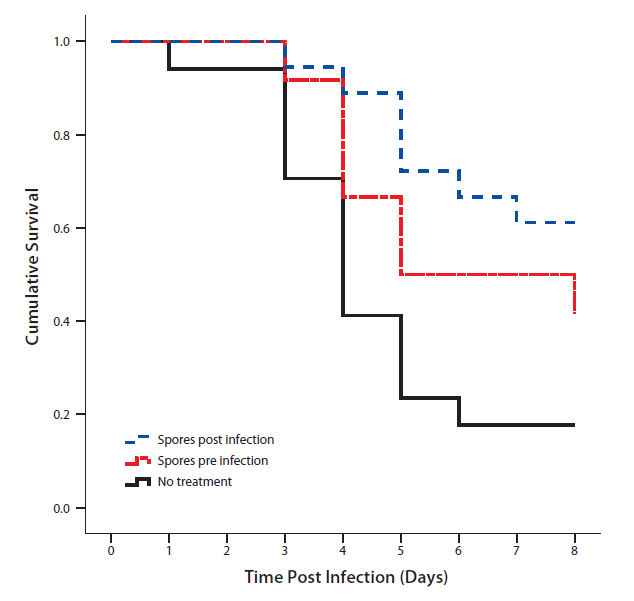 1.0
0.8
0.6
0.4
0.2
0.0
Cumulative Survival
Spores post infection
Spores pre infection
No treatment
0 1 2 3 4 5 6 7 8
Time Post Infection (Days)